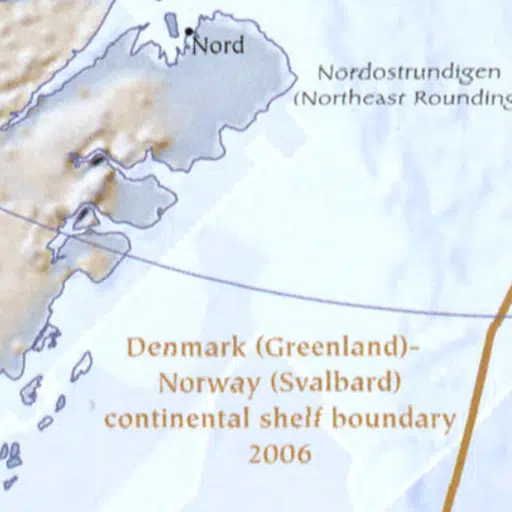 Nord
Nordostrundigen
(Northeast Rounding
Denmark (Greenland)-
Norway (Svalbard)
continental shelf boundary
2006